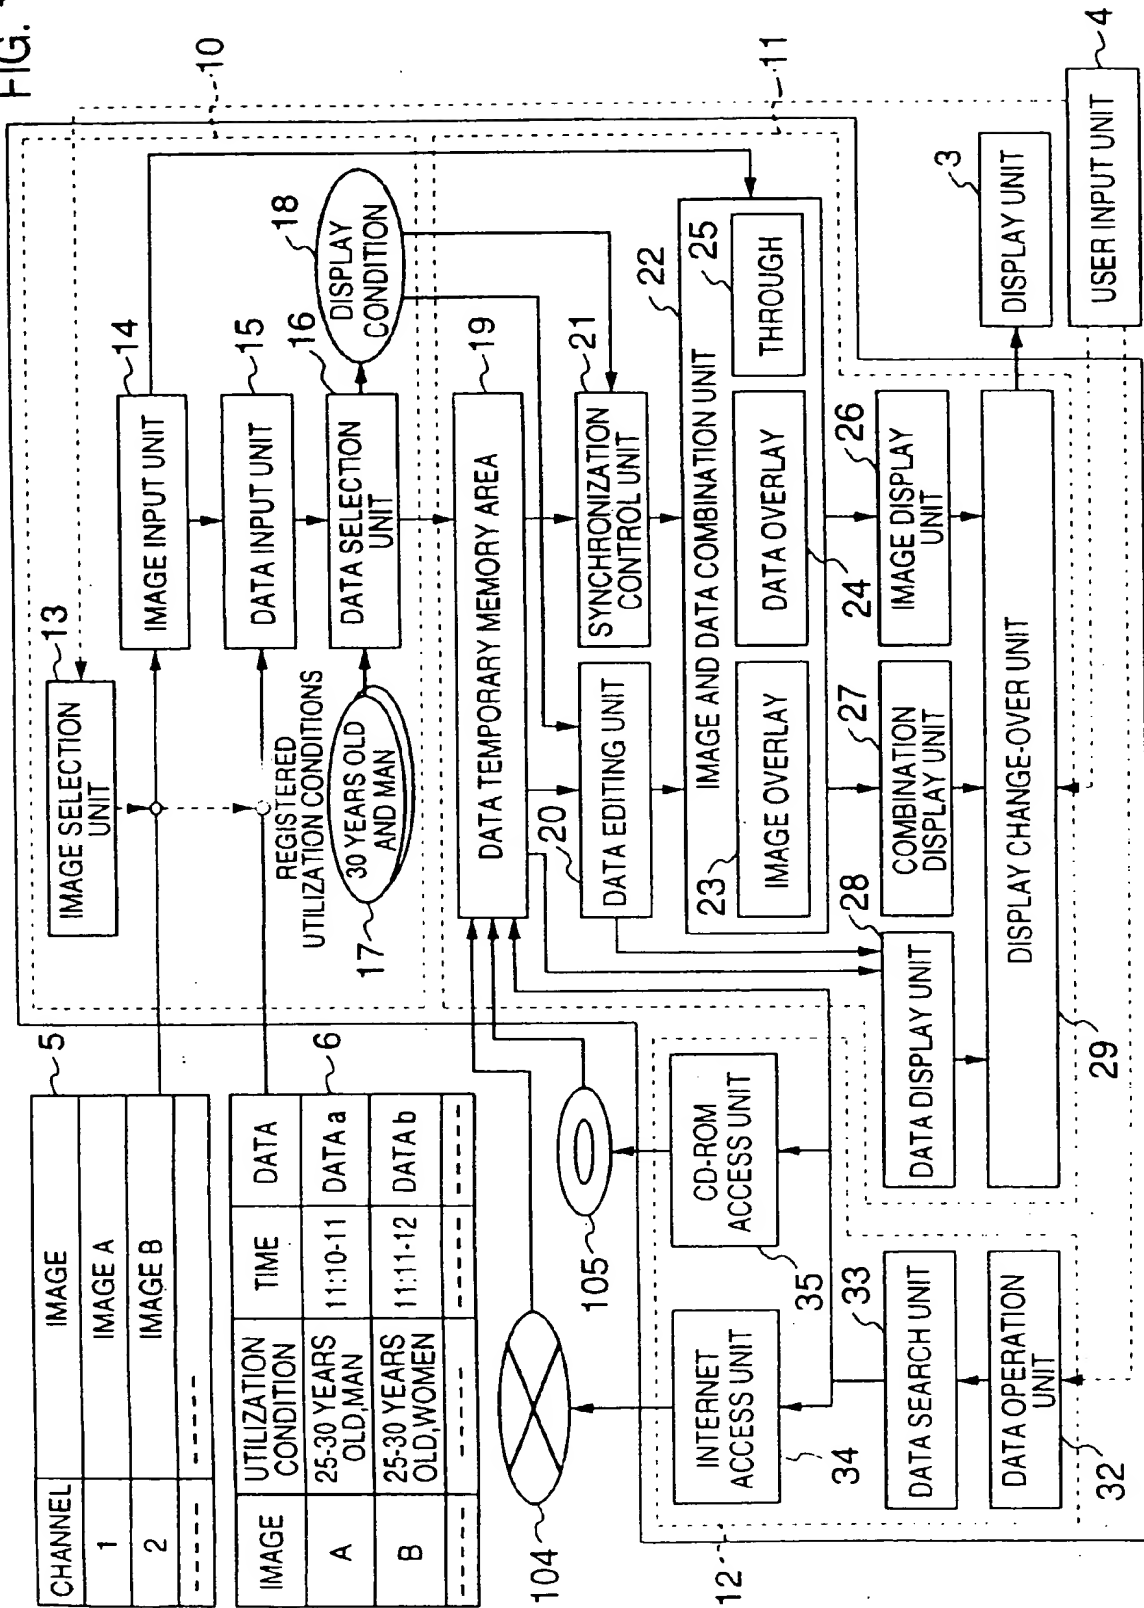 FIG.
10
11
4
CHANNEL IMAGE
1 IMAGE A
2 IMAGE B
5
IMAGE UTILIZATION CONDITION TIME DATA
A 25-30 YEARS OLD,MAN 11:10-11 DATA a
B 25-30 YEARS OLD,WOMEN 11:11-12 DATA b
6
13
IMAGE SELECTION
UNIT
14
IMAGE INPUT UNIT
15
DATA INPUT UNIT
REGISTERED
UTILIZATION CONDITIONS
17
30 YEARS OLD
AND MAN
16
DATA SELECTION
UNIT
18
DISPLAY
CONDITION
19
DATA TEMPORARY MEMORY AREA
20
DATA EDITING UNIT
21
SYNCHRONIZATION
CONTROL UNIT
22
IMAGE AND DATA COMBINATION UNIT
23
IMAGE OVERLAY
24
DATA OVERLAY
25
THROUGH
28
DATA DISPLAY UNIT
27
COMBINATION
DISPLAY UNIT
26
IMAGE DISPLAY
UNIT
29
DISPLAY CHANGE-OVER UNIT
3
DISPLAY UNIT
USER INPUT UNIT
104
105
12
34
INTERNET
ACCESS UNIT
35
CD-ROM
ACCESS UNIT
33
DATA SEARCH UNIT
32
DATA OPERATION
UNIT